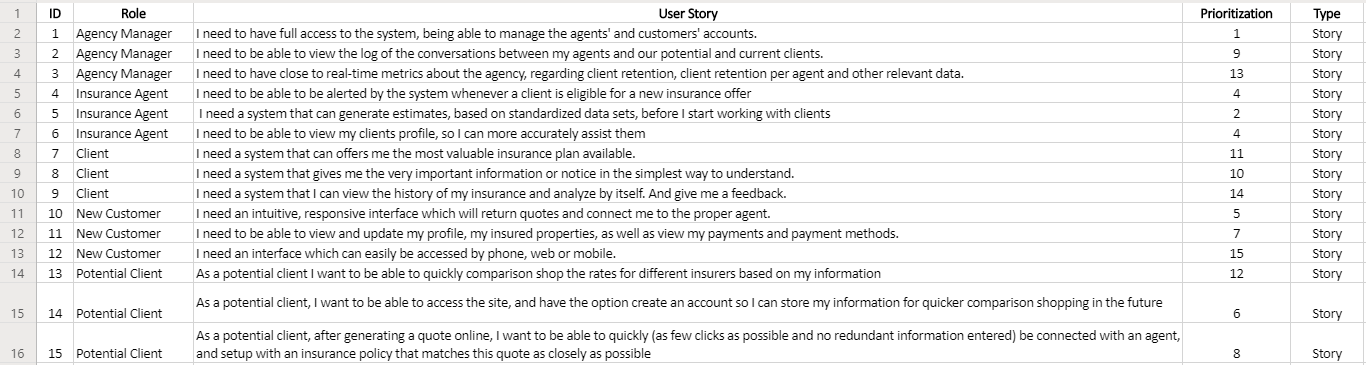 1 ID Role User Story Prioritization Type
2 1 Agency Manager I need to have full access to the system, being able to manage the agents' and customers' accounts. 1 Story
3 2 Agency Manager I need to be able to view the log of the conversations between my agents and our potential and current clients. 9 Story
4 3 Agency Manager I need to have close to real-time metrics about the agency, regarding client retention, client retention per agent and other relevant data. 13 Story
5 4 Insurance Agent I need to be able to be alerted by the system whenever a client is eligible for a new insurance offer 4 Story
6 5 Insurance Agent I need a system that can generate estimates, based on standardized data sets, before I start working with clients 2 Story
7 6 Insurance Agent I need to be able to view my clients profile, so I can more accurately assist them 4 Story
8 7 Client I need a system that can offers me the most valuable insurance plan available. 11 Story
9 8 Client I need a system that gives me the very important information or notice in the simplest way to understand. 10 Story
10 9 Client I need a system that I can view the history of my insurance and analyze by itself. And give me a feedback. 14 Story
11 10 New Customer I need an intuitive, responsive interface which will return quotes and connect me to the proper agent. 5 Story
12 11 New Customer I need to be able to view and update my profile, my insured properties, as well as view my payments and payment methods. 7 Story
13 12 New Customer I need an interface which can easily be accessed by phone, web or mobile. 15 Story
14 13 Potential Client As a potential client I want to be able to quickly comparison shop the rates for different insurers based on my information 12 Story
As a potential client, I want to be able to access the site, and have the option create an account so I can store my information for quicker comparison shopping in the future
15 14 Potential Client 6 Story
As a potential client, after generating a quote online, I want to be able to quickly (as few clicks as possible and no redundant information entered) be connected with an agent,
16 15 Potential Client and setup with an insurance policy that matches this quote as closely as possible 8 Story